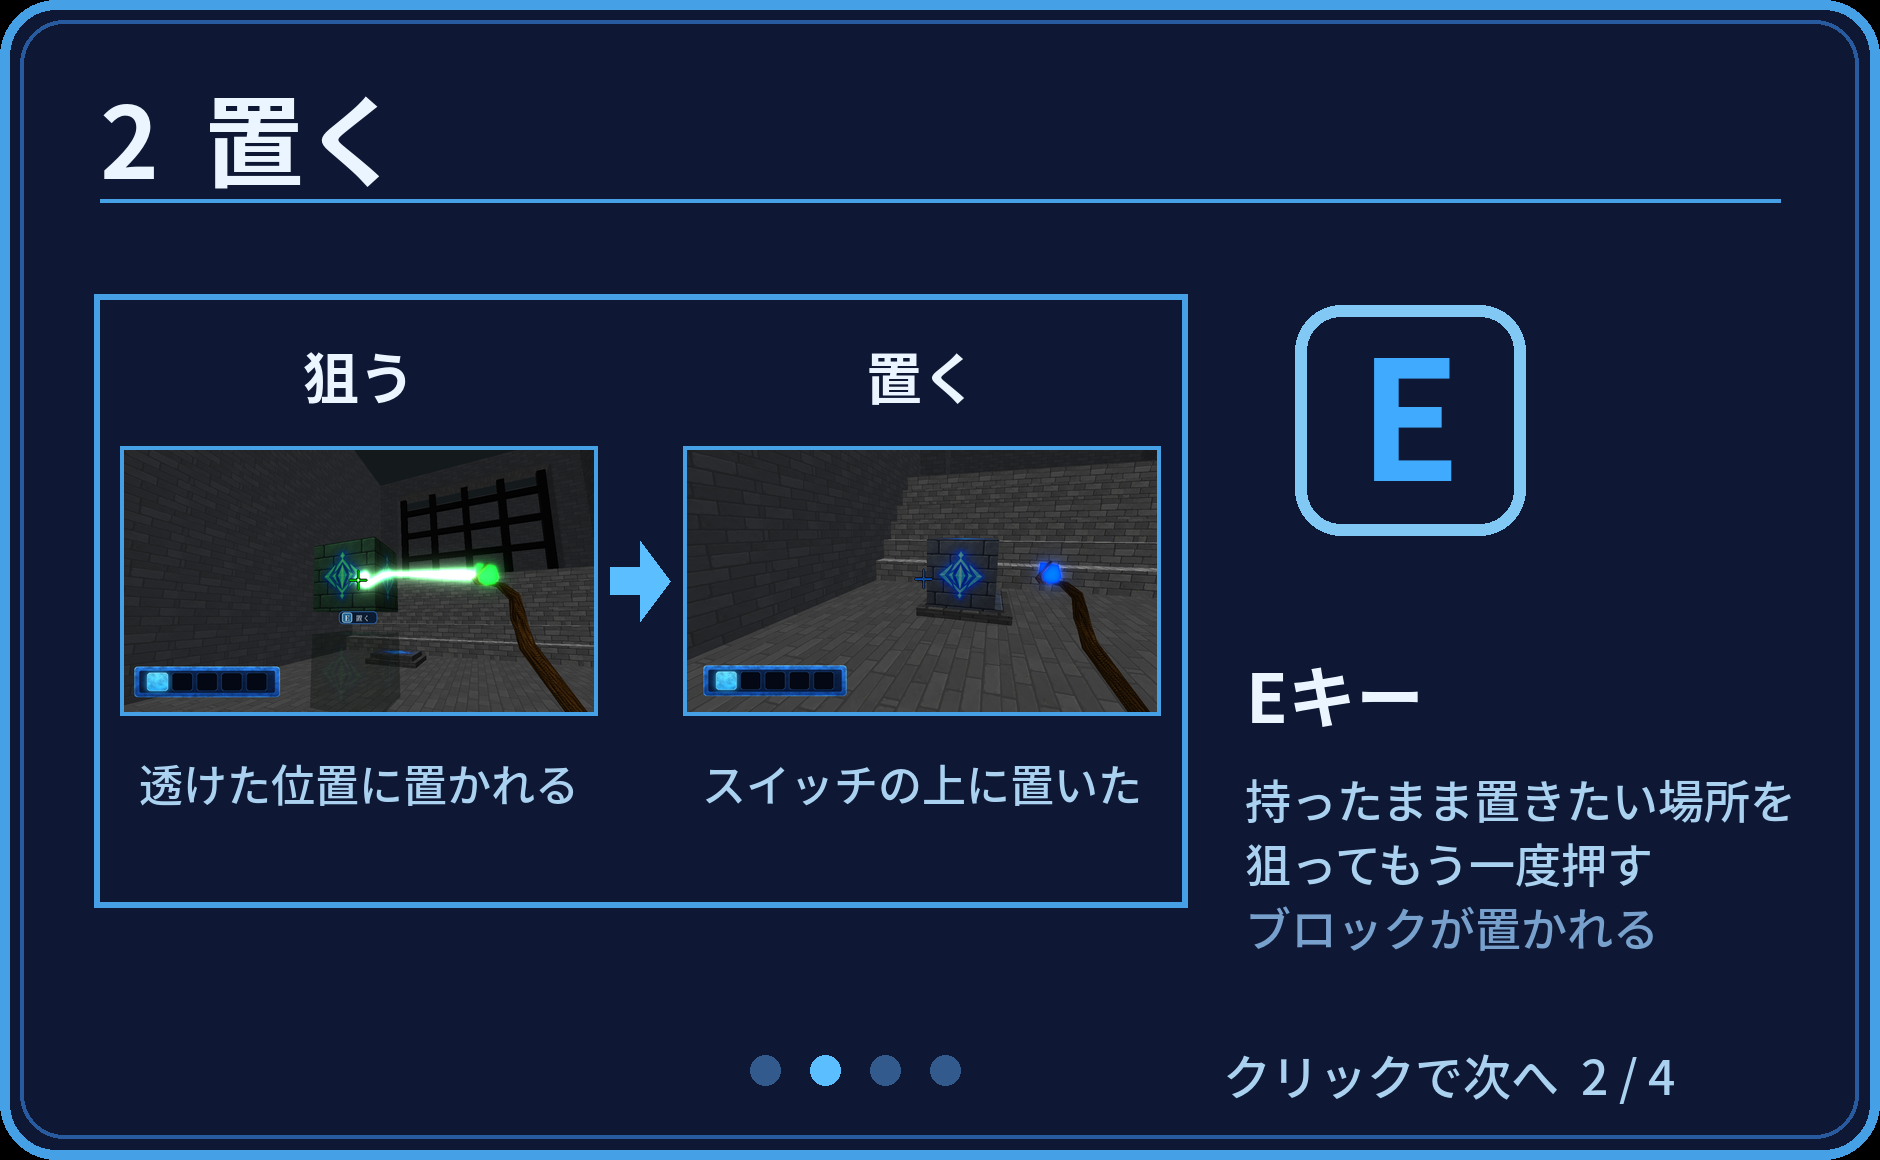 2 置く
狙う
置く
E
E 置く
透けた位置に置かれる
スイッチの上に置いた
Eキー
持ったまま置きたい場所を
狙ってもう一度押す
ブロックが置かれる
クリックで次へ 2 / 4